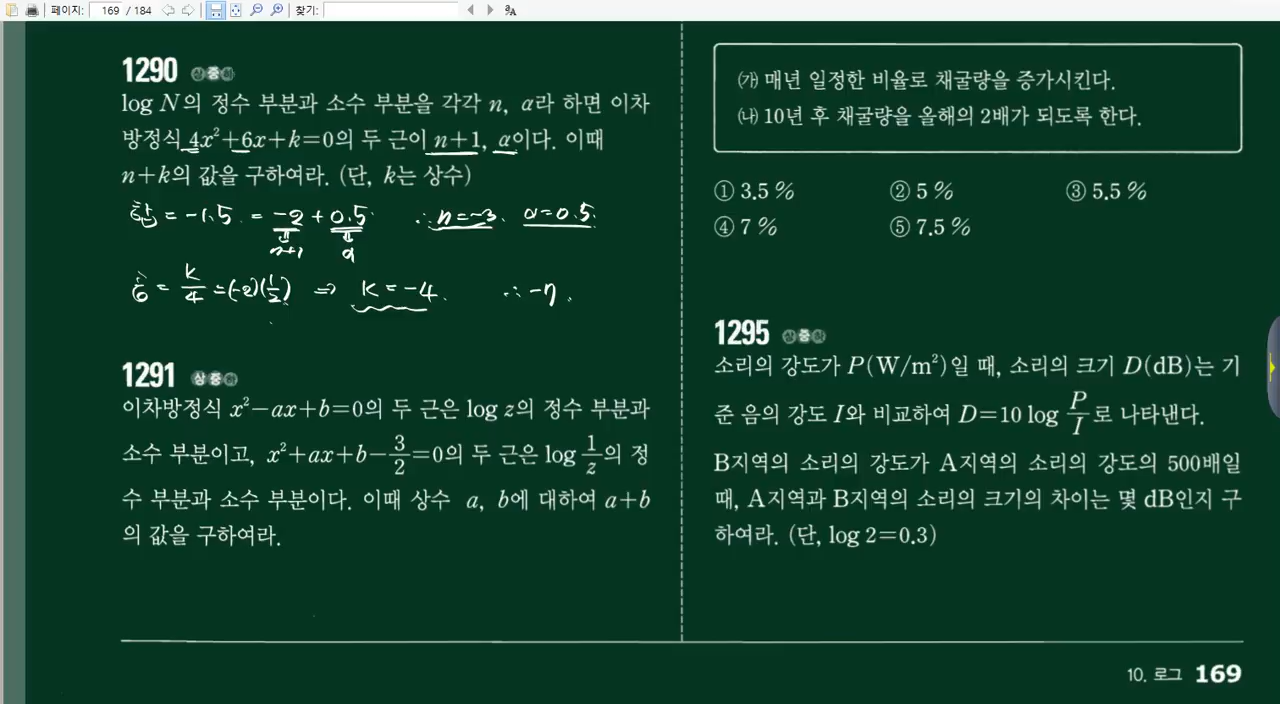 페이지: 169 / 184 찾기:
1290 상중하
log N의 정수 부분과 소수 부분을 각각 n, α라 하면 이차
방정식 4x²+6x+k=0의 두 근이 n+1, α이다. 이때
n+k의 값을 구하여라. (단, k는 상수)
합 = -1.5 = -2 + 0.5 ∴ n=-3, α=0.5
n+1 α
k/4 = (-2)(1/2) ⇒ k = -4 ∴ -7.
1291 상중하
이차방정식 x²-ax+b=0의 두 근은 log z의 정수 부분과
소수 부분이고, x²+ax+b-3/2=0의 두 근은 log 1/z의 정
수 부분과 소수 부분이다. 이때 상수 a, b에 대하여 a+b
의 값을 구하여라.
㈎ 매년 일정한 비율로 채굴량을 증가시킨다.
㈏ 10년 후 채굴량을 올해의 2배가 되도록 한다.
① 3.5 % ② 5 % ③ 5.5 %
④ 7 % ⑤ 7.5 %
1295 상중하
소리의 강도가 P(W/m²)일 때, 소리의 크기 D(dB)는 기
준 음의 강도 I와 비교하여 D=10 log P/I로 나타낸다.
B지역의 소리의 강도가 A지역의 소리의 강도의 500배일
때, A지역과 B지역의 소리의 크기의 차이는 몇 dB인지 구
하여라. (단, log 2=0.3)
10. 로그 169